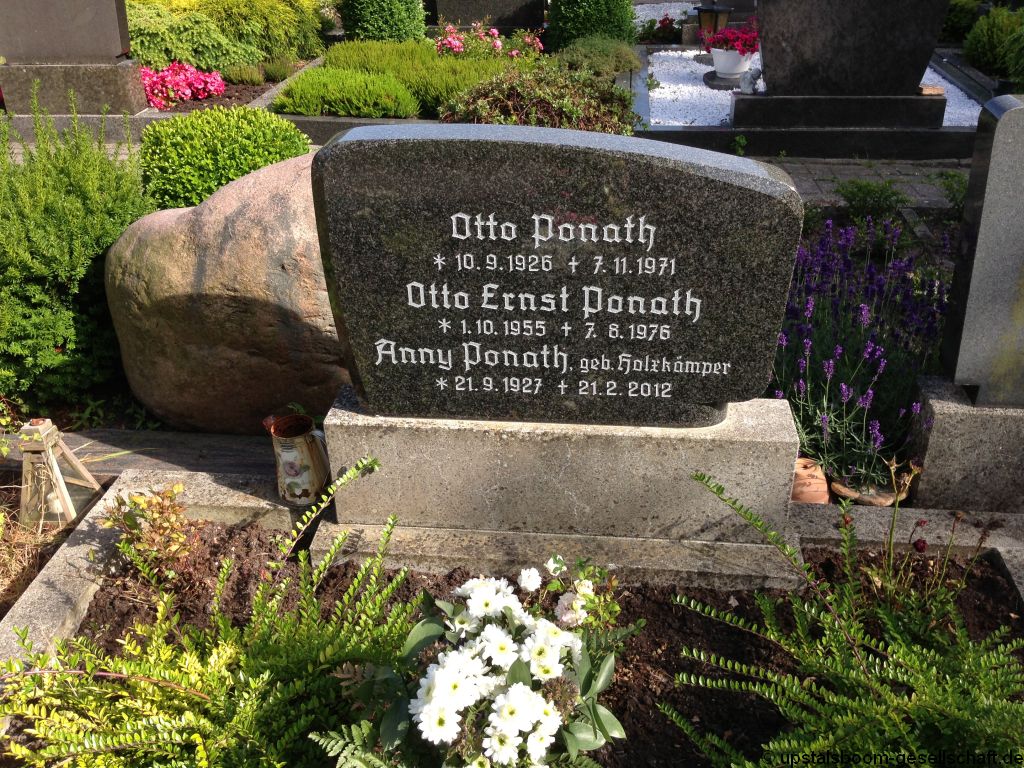 Otto Ponath
* 10.9.1926 † 7.11.1971
Otto Ernst Ponath
* 1.10.1955 † 7.8.1976
Anny Ponath, geb. Holzkämper
* 21.9.1927 † 21.2.2012
© upstalsboom-gesellschaft.de